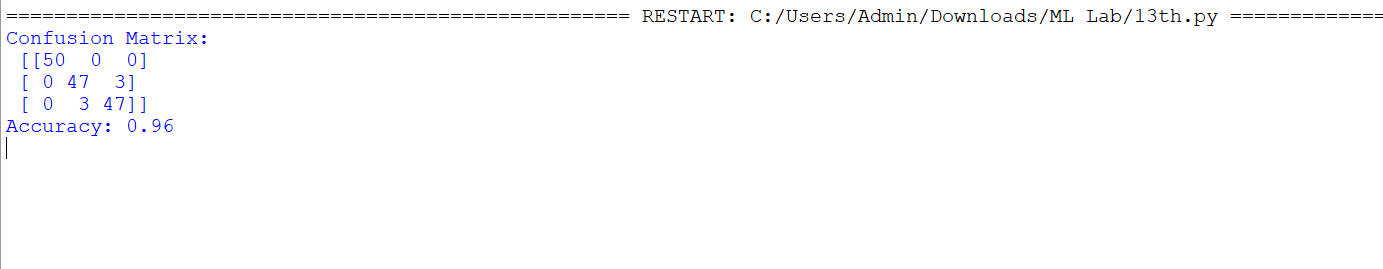 ==================================================== RESTART: C:/Users/Admin/Downloads/ML Lab/13th.py =============
Confusion Matrix:
 [[50  0  0]
 [ 0 47  3]
 [ 0  3 47]]
Accuracy: 0.96